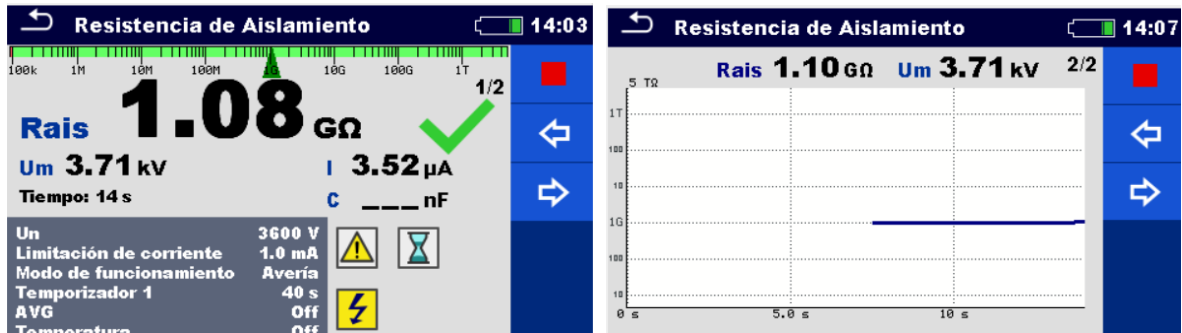 Resistencia de Aislamiento 14:03
100k 1M 10M 100M 1G 10G 100G 1T
1/2
Rais 1.08 GΩ
Um 3.71 kV I 3.52 µA
Tiempo: 14 s C ___ nF
Un 3600 V
Limitación de corriente 1.0 mA
Modo de funcionamiento Avería
Temporizador 1 40 s
AVG Off
Temperatura Off
Resistencia de Aislamiento 14:07
Rais 1.10 GΩ Um 3.71 kV 2/2
5 TΩ
1T
100
10
1G
100
10
0 s 5.0 s 10 s